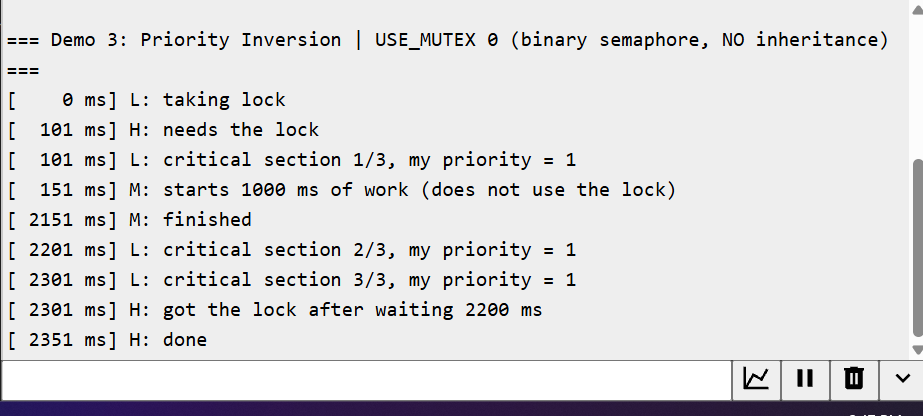 === Demo 3: Priority Inversion | USE_MUTEX 0 (binary semaphore, NO inheritance)
===
[    0 ms] L: taking lock
[  101 ms] H: needs the lock
[  101 ms] L: critical section 1/3, my priority = 1
[  151 ms] M: starts 1000 ms of work (does not use the lock)
[ 2151 ms] M: finished
[ 2201 ms] L: critical section 2/3, my priority = 1
[ 2301 ms] L: critical section 3/3, my priority = 1
[ 2301 ms] H: got the lock after waiting 2200 ms
[ 2351 ms] H: done